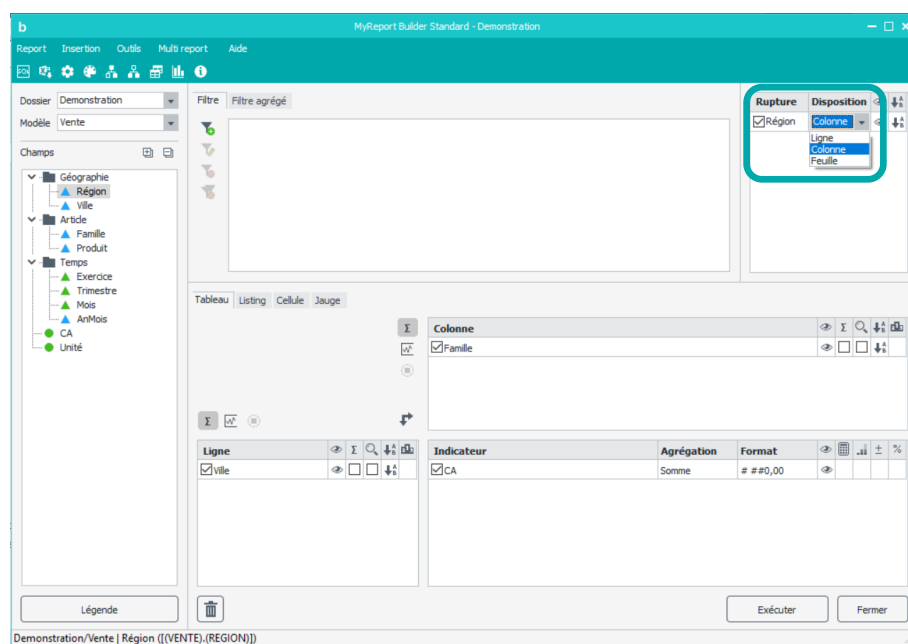 b MyReport Builder Standard - Demonstration
Report Insertion Outils Multi report Aide
Dossier Demonstration
Modèle Vente
Champs
Géographie
Région
Ville
Article
Famille
Produit
Temps
Exercice
Trimestre
Mois
AnMois
CA
Unité
Légende
Filtre Filtre agrégé
Rupture Disposition
Région Colonne
Ligne
Colonne
Feuille
Tableau Listing Cellule Jauge
Σ Colonne Σ
Famille
Σ
Ligne Σ
Ville
Indicateur Agrégation Format ± %
CA Somme # ##0,00
Exécuter Fermer
Demonstration/Vente | Région ([(VENTE).(REGION)])